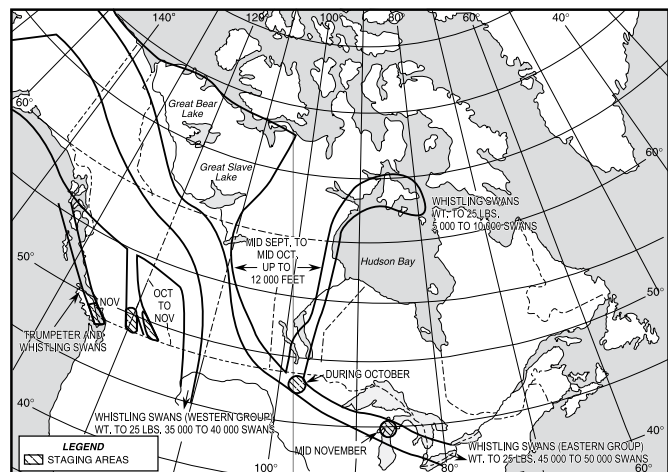 140°
120°
100°
80°
60°
40°
60°
Great Bear
Lake
60°
Great Slave
Lake
WHISTLING SWANS
WT. TO 25 LBS.
5 000 TO 10 000 SWANS
MID SEPT. TO
MID OCT.
UP TO
12 000 FEET
Hudson Bay
50°
50°
NOV
OCT
TO
NOV
TRUMPETER AND
WHISTLING SWANS
DURING OCTOBER
40°
WHISTLING SWANS (WESTERN GROUP)
WT. TO 25 LBS, 35 000 TO 40 000 SWANS
40°
LEGEND
STAGING AREAS
MID NOVEMBER
WHISTLING SWANS (EASTERN GROUP)
WT. TO 25 LBS. 45 000 TO 50 000 SWANS
100°
80°
60°